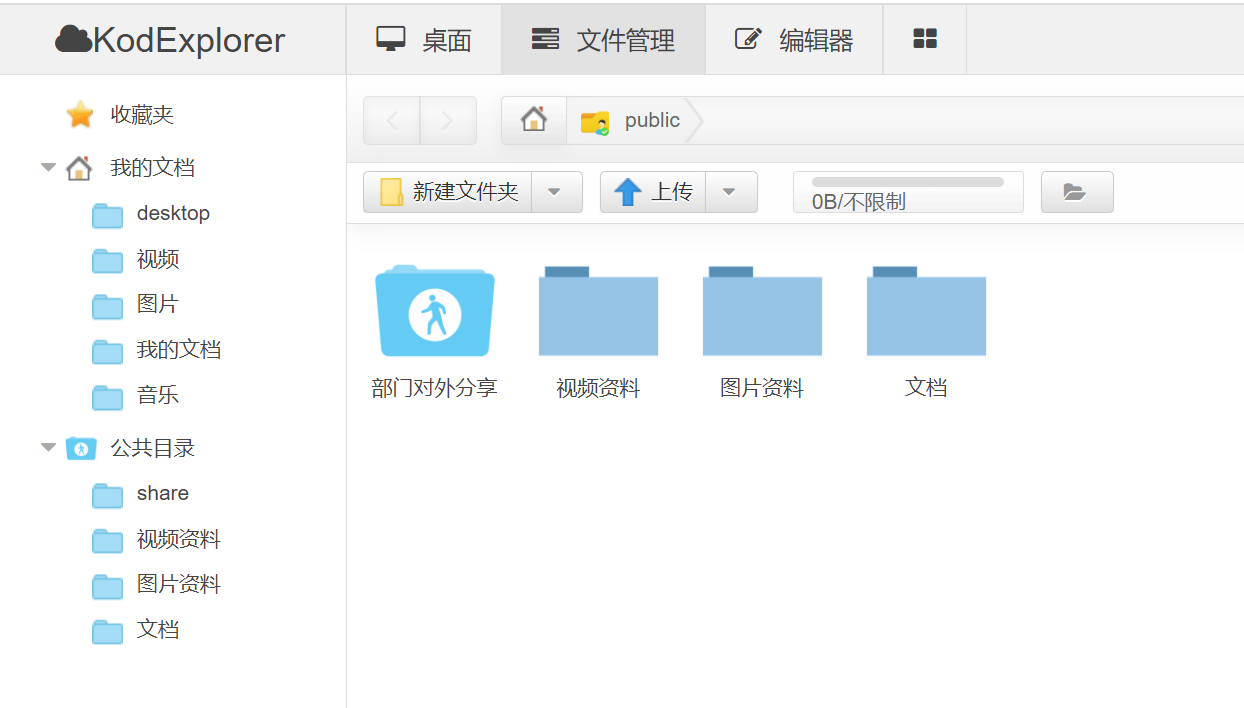 KodExplorer
桌面
文件管理
编辑器
收藏夹
我的文档
desktop
视频
图片
我的文档
音乐
公共目录
share
视频资料
图片资料
文档
public
新建文件夹
上传
0B/不限制
部门对外分享
视频资料
图片资料
文档